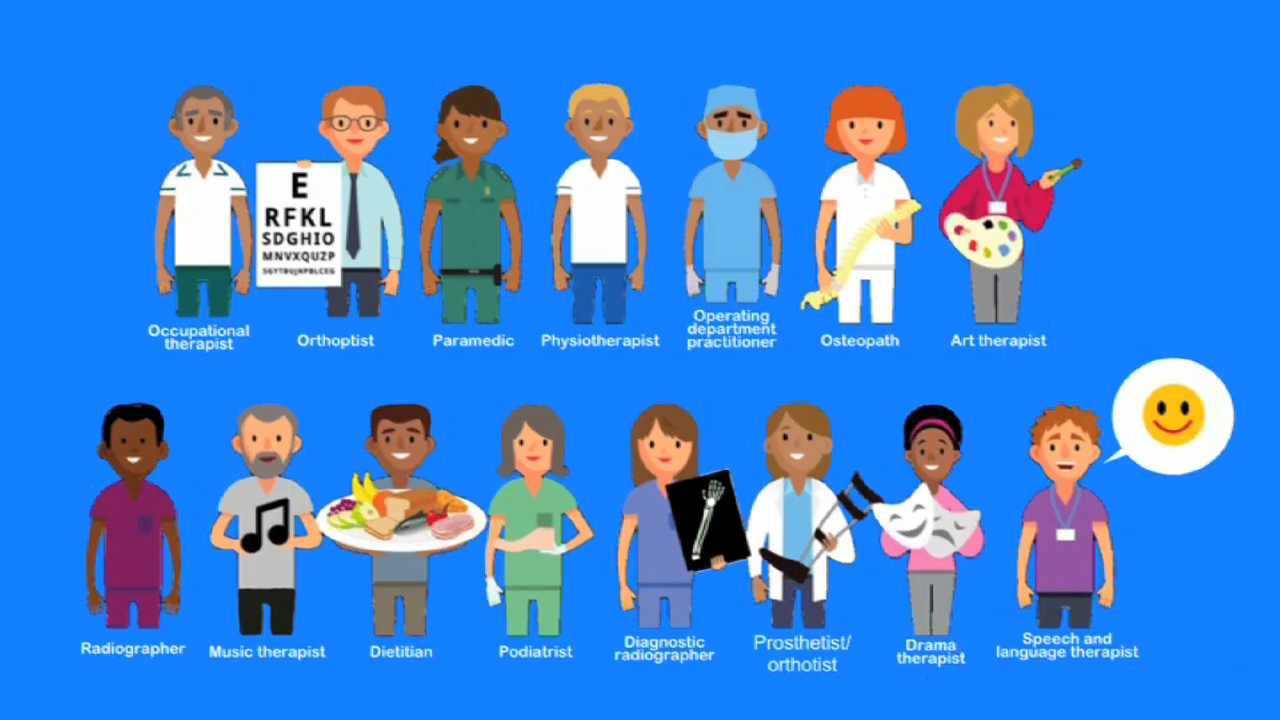 E
RFKL
SDGHIO
MNVXQUZP
Occupational
therapist
Orthoptist
Paramedic
Physiotherapist
Operating
department
practitioner
Osteopath
Art therapist
Radiographer
Music therapist
Dietitian
Podiatrist
Diagnostic
radiographer
Prosthetist/
orthotist
Drama
therapist
Speech and
language therapist